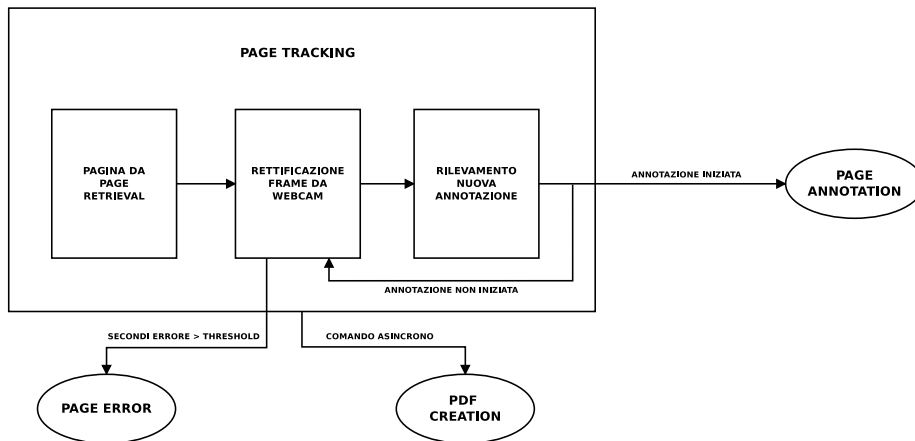 PAGE TRACKING
PAGINA DA
PAGE
RETRIEVAL
RETTIFICAZIONE
FRAME DA
WEBCAM
RILEVAMENTO
NUOVA
ANNOTAZIONE
ANNOTAZIONE INIZIATA
PAGE
ANNOTATION
ANNOTAZIONE NON INIZIATA
SECONDI ERRORE > THRESHOLD
COMANDO ASINCRONO
PAGE ERROR
PDF
CREATION